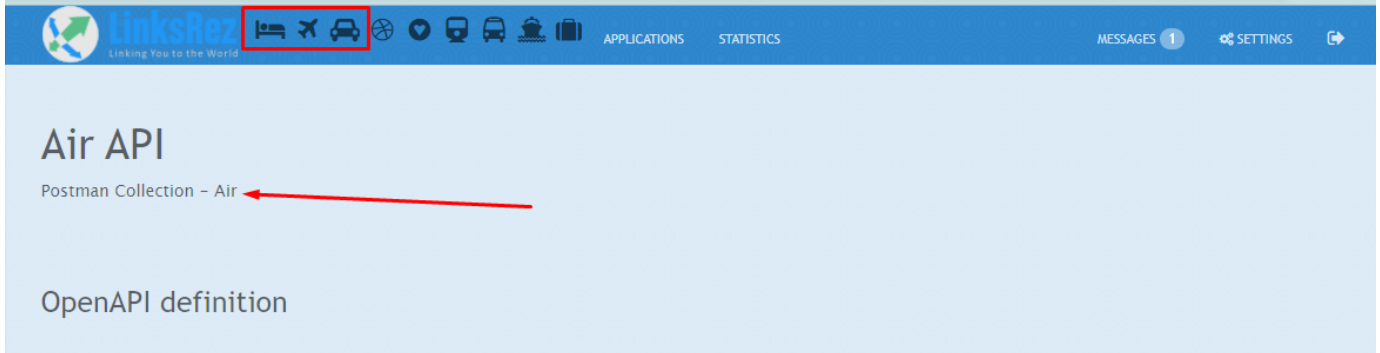 LinksRez
Linking You to the World
APPLICATIONS
STATISTICS
MESSAGES 1
SETTINGS
Air API
Postman Collection – Air
OpenAPI definition